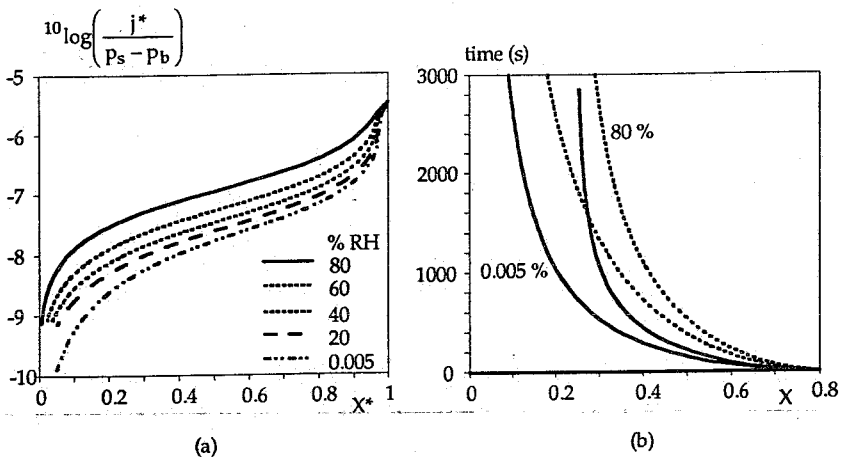 10log(j*/(ps − pb))
-5
-6
-7
-8
-9
-10
% RH
80
60
40
20
0.005
0 0.2 0.4 0.6 0.8 1
X*
(a)
time (s)
3000
2000
1000
0
80 %
0.005 %
0.2 0.4 0.6 0.8
X
(b)